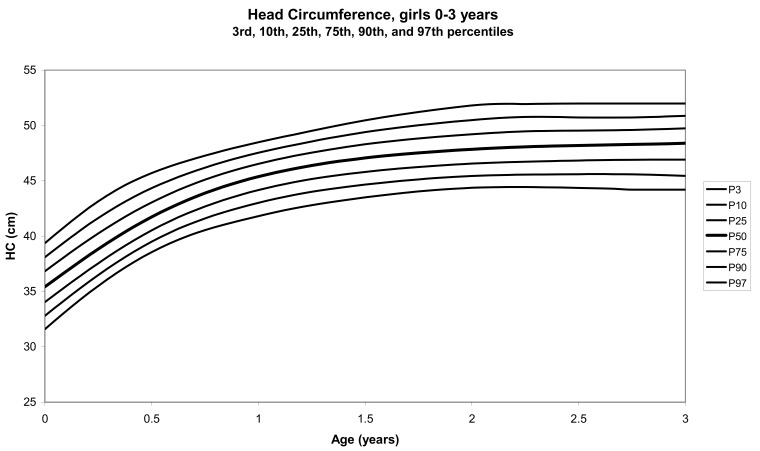 Head Circumference, girls 0-3 years
3rd, 10th, 25th, 75th, 90th, and 97th percentiles
55
50
45
40
35
30
25
HC (cm)
0 0.5 1 1.5 2 2.5 3
Age (years)
P3
P10
P25
P50
P75
P90
P97